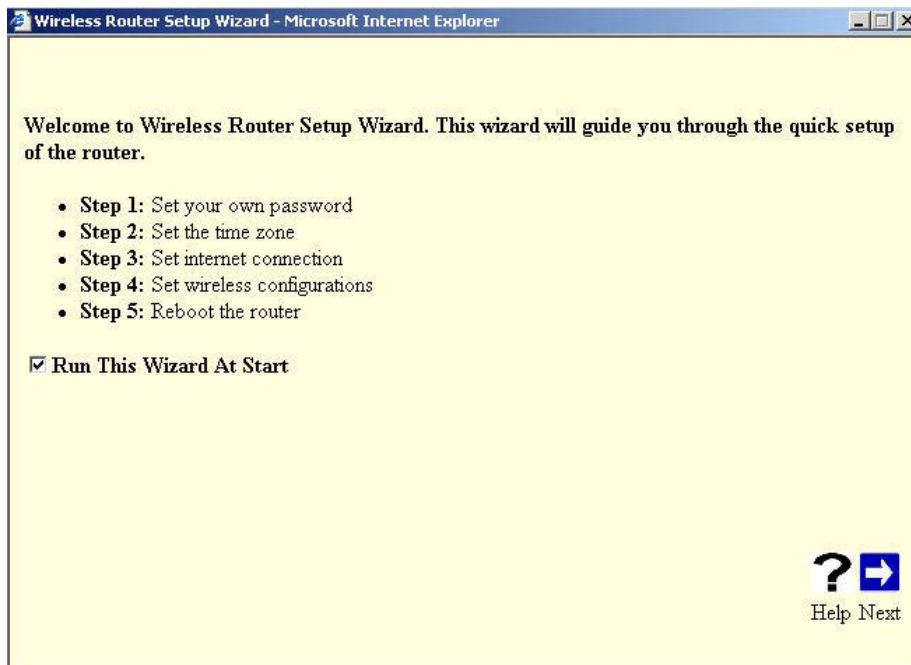 Wireless Router Setup Wizard - Microsoft Internet Explorer
Welcome to Wireless Router Setup Wizard. This wizard will guide you through the quick setup
of the router.
Step 1: Set your own password
Step 2: Set the time zone
Step 3: Set internet connection
Step 4: Set wireless configurations
Step 5: Reboot the router
Run This Wizard At Start
Help Next